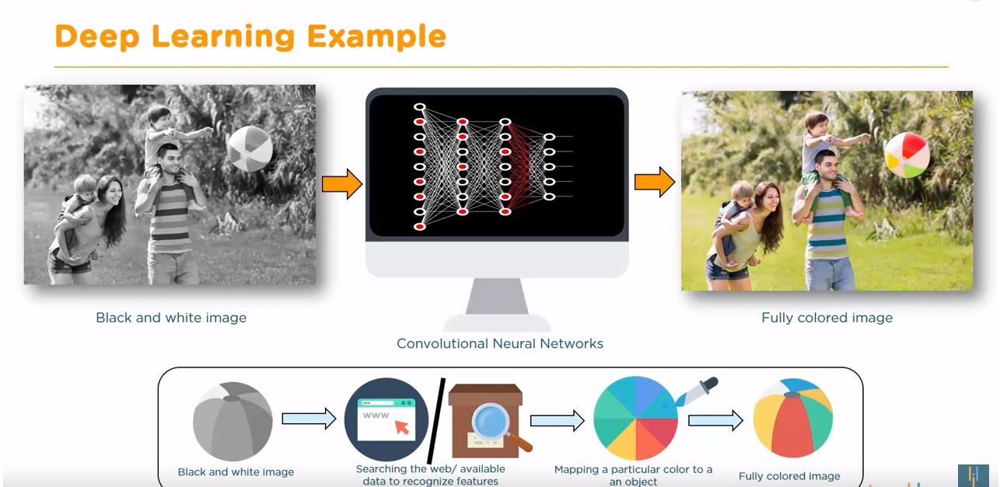 Deep Learning Example
Black and white image
Convolutional Neural Networks
Fully colored image
www
WWW
Black and white image
Searching the web/ available
data to recognize features
Mapping a particular color to a
an object
Fully colored image